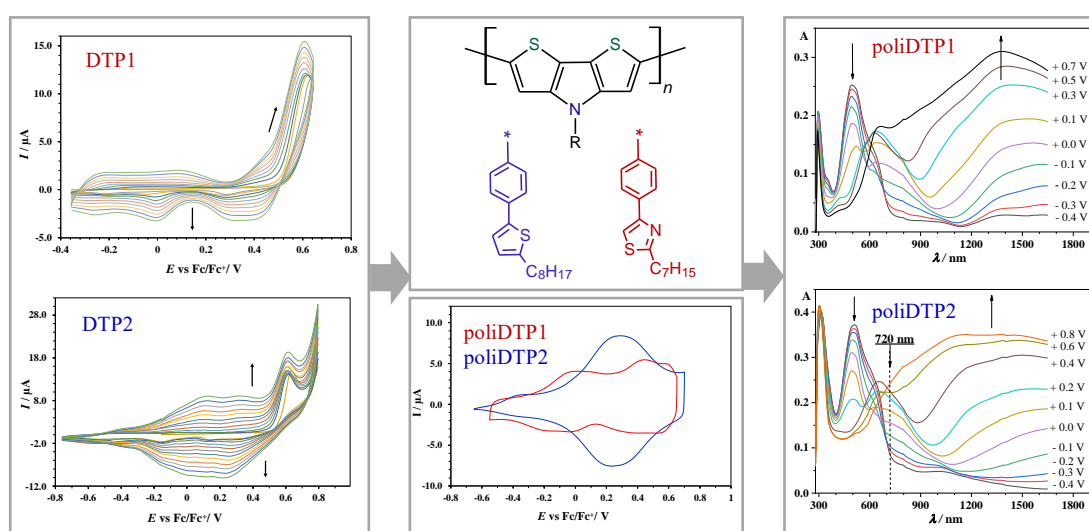 DTP1
15.0
10.0
5.0
0.0
-5.0
I / µA
-0.4
-0.2
0
0.2
0.4
0.6
0.8
E vs Fc/Fc⁺/ V
DTP2
28.0
18.0
8.0
-2.0
-12.0
I / µA
-0.8
-0.6
-0.4
-0.2
0
0.2
0.4
0.6
0.8
E vs Fc/Fc⁺/ V
S
S
N
R
n
*
S
C8H17
*
N
S
C7H15
poliDTP1
poliDTP2
10.0
5.0
0.0
-5.0
-10.0
I / µA
-0.8
-0.6
-0.4
-0.2
0
0.2
0.4
0.6
0.8
1
E vs Fc/Fc⁺/ V
A
poliDTP1
0.3
0.2
0.1
0.0
+ 0.7 V
+ 0.5 V
+ 0.3 V
+ 0.1 V
+ 0.0 V
- 0.1 V
- 0.2 V
- 0.3 V
- 0.4 V
300
600
900
1200
1500
1800
λ / nm
A
poliDTP2
720 nm
0.4
0.3
0.2
0.1
0.0
+ 0.8 V
+ 0.6 V
+ 0.4 V
+ 0.2 V
+ 0.1 V
+ 0.0 V
- 0.1 V
- 0.2 V
- 0.3 V
- 0.4 V
300
600
900
1200
1500
1800
λ / nm